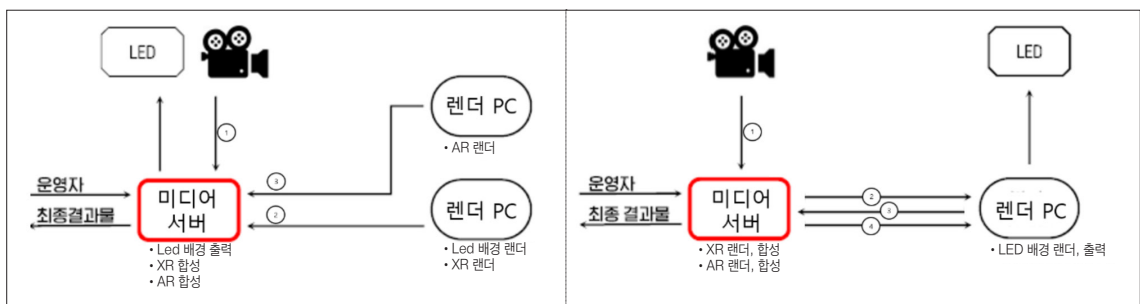 LED
①
렌더 PC
• AR 랜더
③
운영자
미디어
서버
최종결과물
②
렌더 PC
• Led 배경 출력
• XR 합성
• AR 합성
• Led 배경 랜더
• XR 랜더
LED
①
운영자
미디어
서버
최종 결과물
②
③
④
렌더 PC
• XR 랜더, 합성
• AR 랜더, 합성
• LED 배경 랜더, 출력